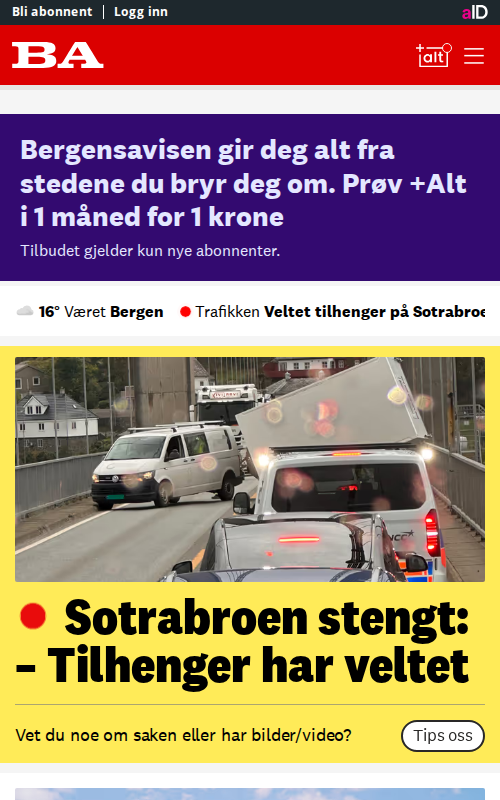 Bli abonnent | Logg inn
aID
BA
+alt
Bergensavisen gir deg alt fra
stedene du bryr deg om. Prøv +Alt
i 1 måned for 1 krone
Tilbudet gjelder kun nye abonnenter.
16° Været Bergen
Trafikken Veltet tilhenger på Sotrabroe
Sotrabroen stengt:
– Tilhenger har veltet
Vet du noe om saken eller har bilder/video?
Tips oss